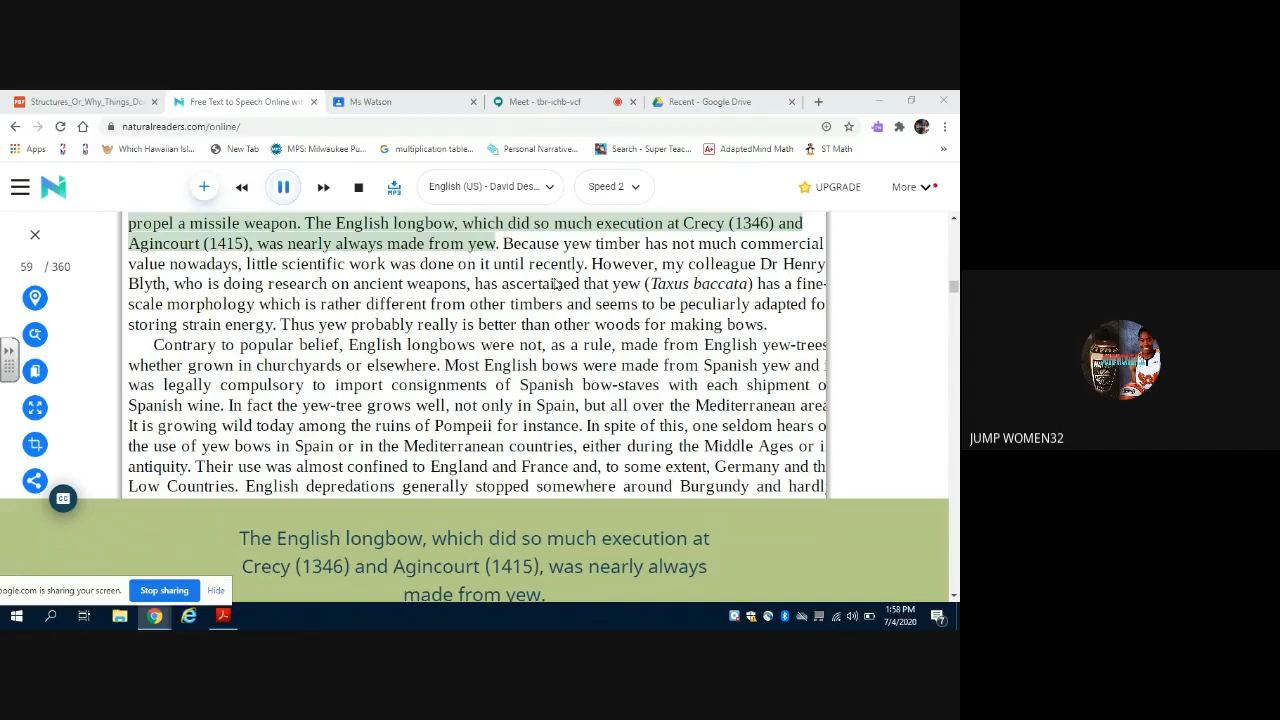 Structures_Or_Why_Things_Do
Free Text to Speech Online wit
Ms Watson
Meet - tbr-ichb-vcf
Recent - Google Drive
naturalreaders.com/online/
Apps
Which Hawaiian Isl...
New Tab
MPS: Milwaukee Pu...
multiplication table...
Personal Narrative...
Search - Super Teac...
AdaptedMind Math
ST Math
»
MP3
English (US) - David Des...
Speed 2
UPGRADE
More
59 / 360
propel a missile weapon. The English longbow, which did so much execution at Crecy (1346) and
Agincourt (1415), was nearly always made from yew. Because yew timber has not much commercial
value nowadays, little scientific work was done on it until recently. However, my colleague Dr Henry
Blyth, who is doing research on ancient weapons, has ascertained that yew (Taxus baccata) has a fine-
scale morphology which is rather different from other timbers and seems to be peculiarly adapted fo
storing strain energy. Thus yew probably really is better than other woods for making bows.
Contrary to popular belief, English longbows were not, as a rule, made from English yew-trees
whether grown in churchyards or elsewhere. Most English bows were made from Spanish yew and i
was legally compulsory to import consignments of Spanish bow-staves with each shipment o
Spanish wine. In fact the yew-tree grows well, not only in Spain, but all over the Mediterranean area
It is growing wild today among the ruins of Pompeii for instance. In spite of this, one seldom hears o
the use of yew bows in Spain or in the Mediterranean countries, either during the Middle Ages or i
antiquity. Their use was almost confined to England and France and, to some extent, Germany and th
Low Countries. English depredations generally stopped somewhere around Burgundy and hardl
CC
The English longbow, which did so much execution at
Crecy (1346) and Agincourt (1415), was nearly always
made from yew.
ogle.com is sharing your screen.
Stop sharing
Hide
1:58 PM
7/4/2020
JUMP WOMEN32